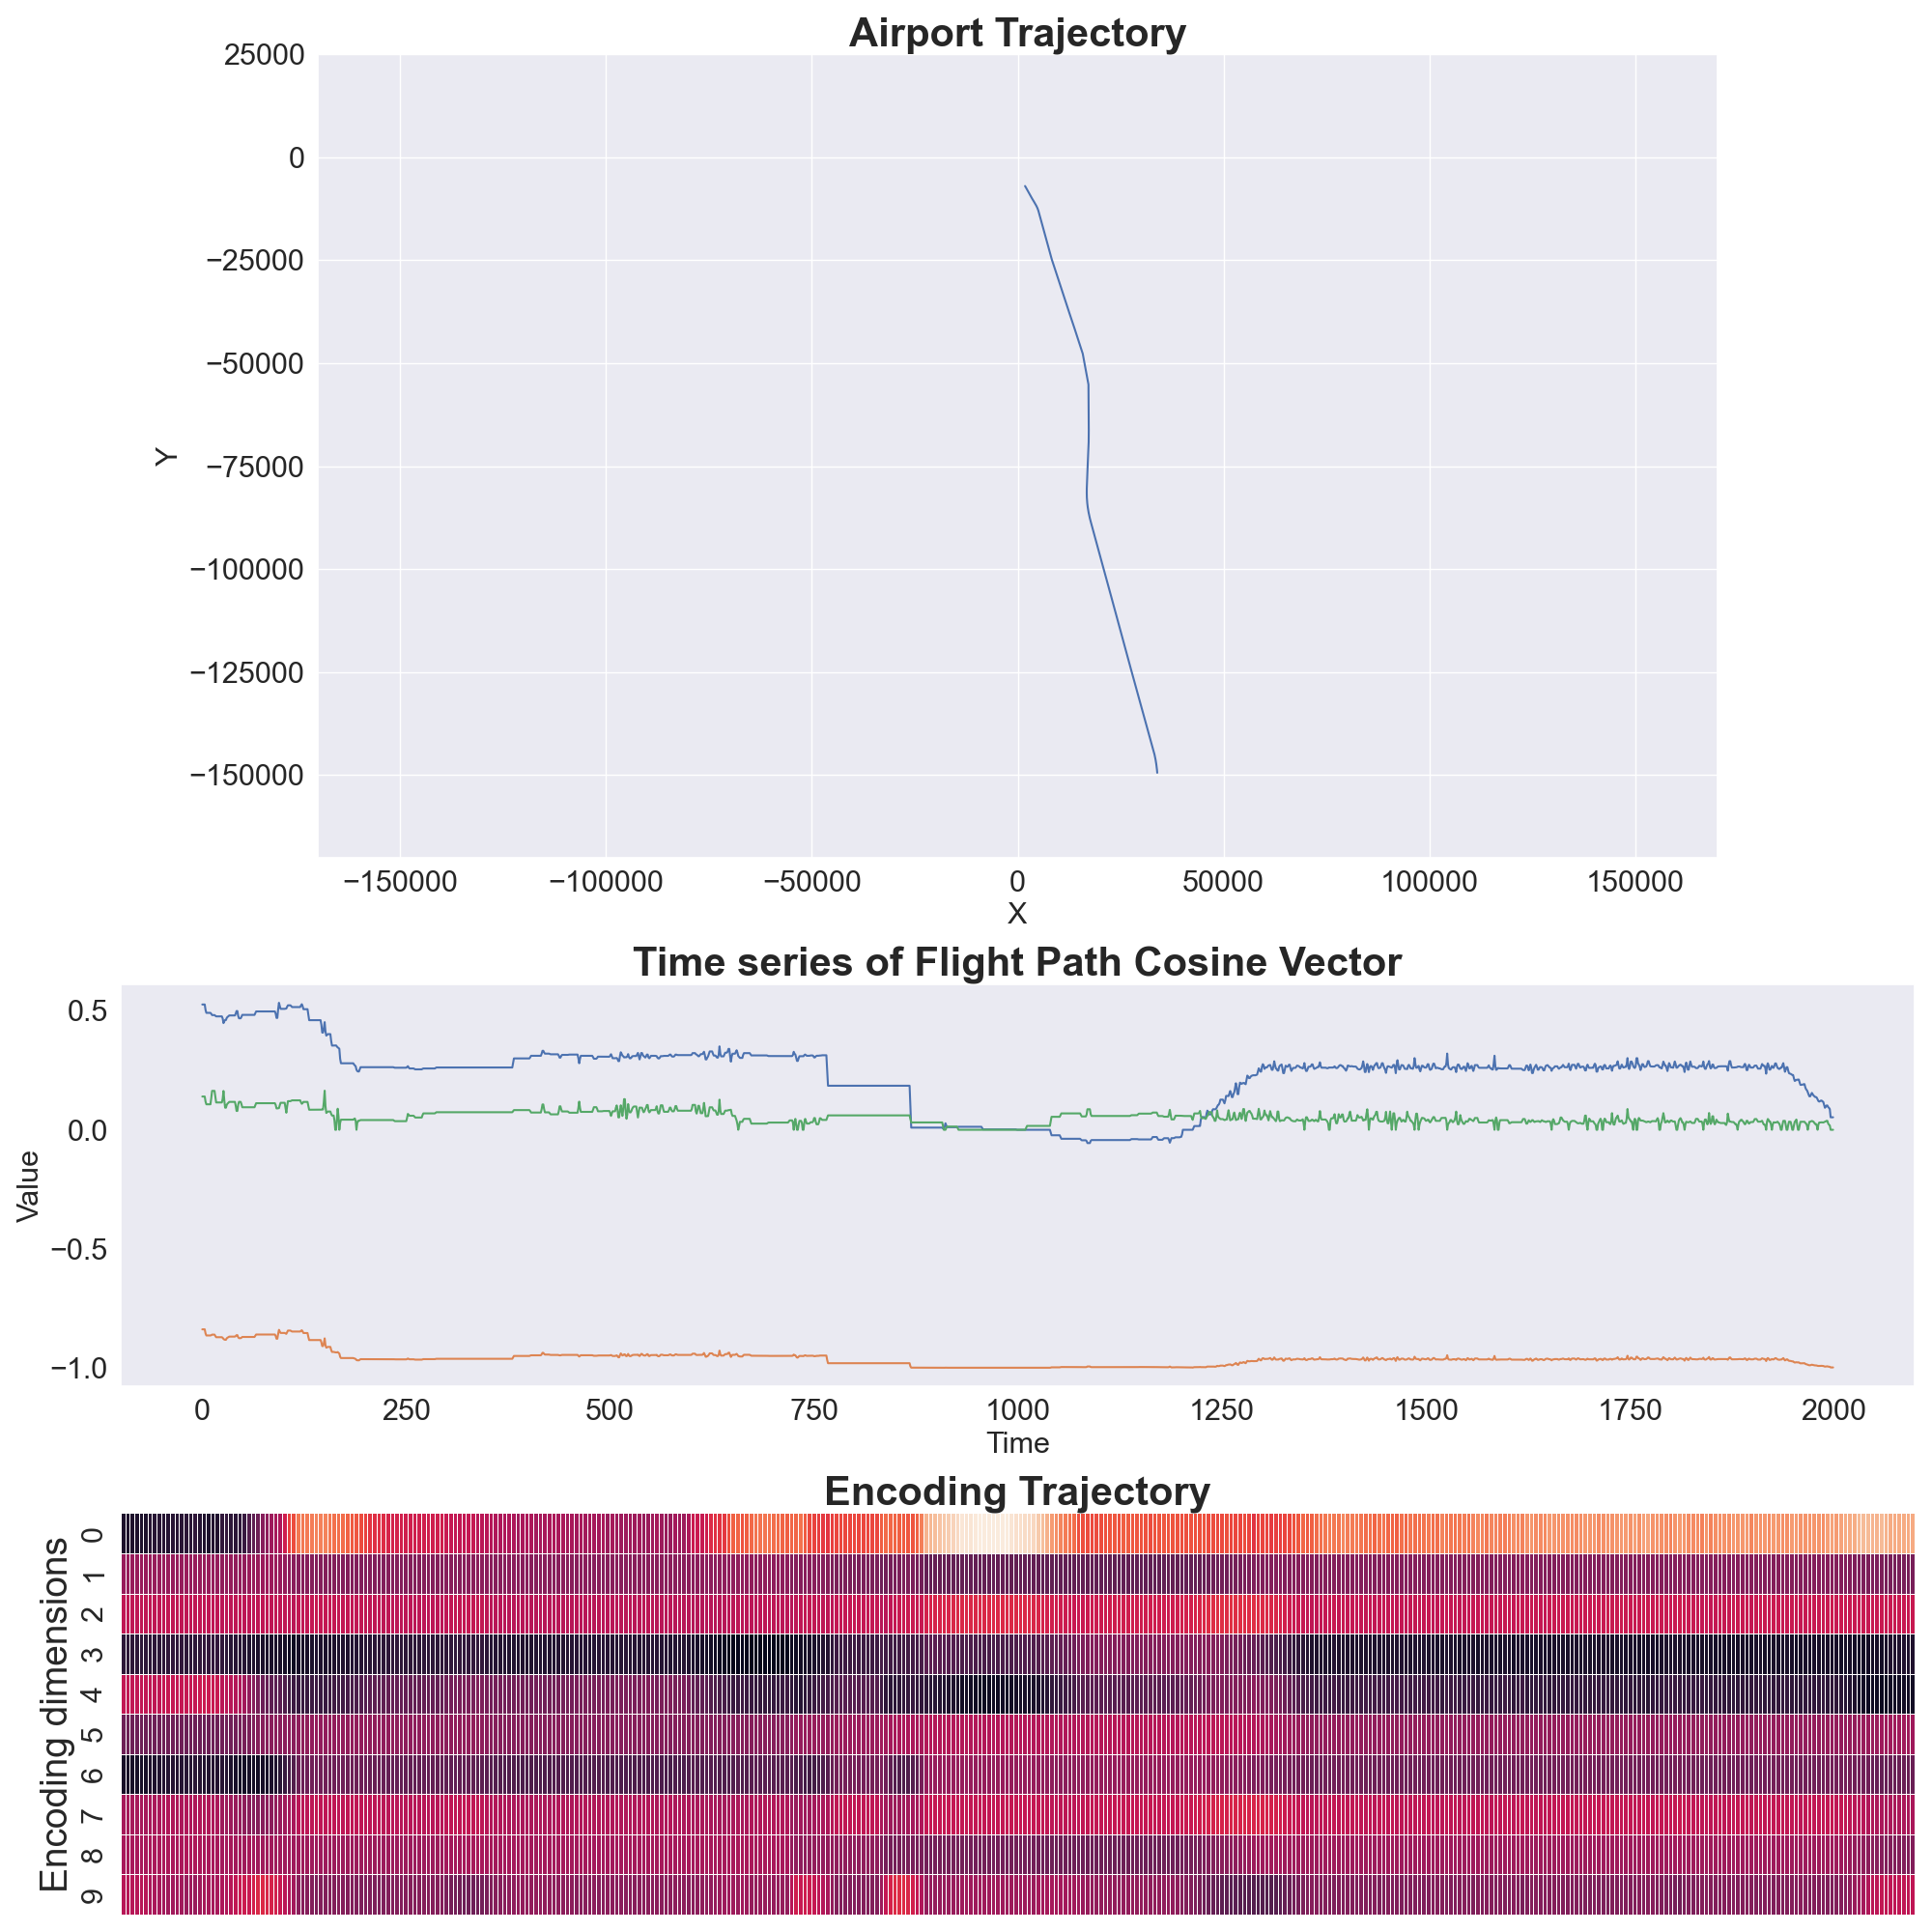 Airport Trajectory
25000
0
−25000
−50000
−75000
−100000
−125000
−150000
Y
−150000 −100000 −50000 0 50000 100000 150000
X
Time series of Flight Path Cosine Vector
0.5
0.0
−0.5
−1.0
Value
0 250 500 750 1000 1250 1500 1750 2000
Time
Encoding Trajectory
Encoding dimensions
0
1
2
3
4
5
6
7
8
9